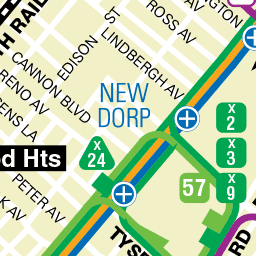 ROSS AV
LINDBERGH AV
EDISON ST
CANNON BLVD
RENO AV
NEW
DORP
X
2
X
3
X
24
X
9
57
d Hts
PETER AV
K AV